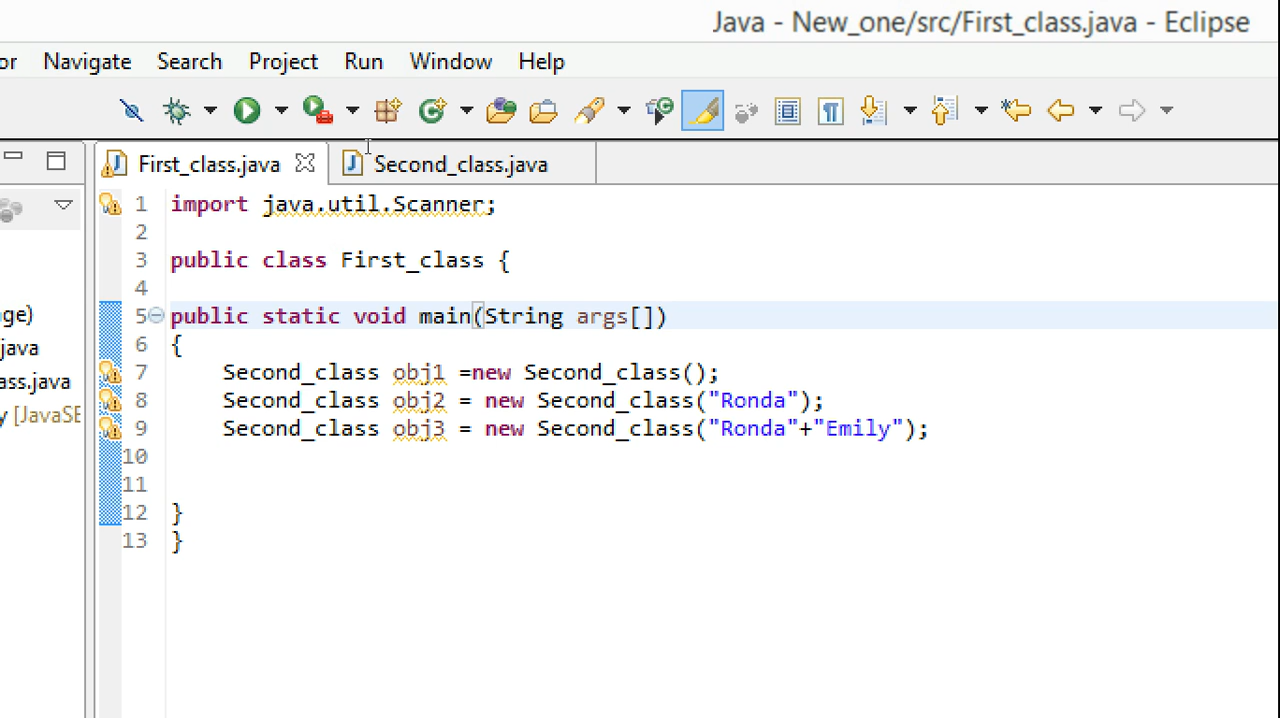 Java - New_one/src/First_class.java - Eclipse
or Navigate Search Project Run Window Help
First_class.java Second_class.java
1 import java.util.Scanner;
2
3 public class First_class {
4
5 public static void main(String args[])
6 {
7 Second_class obj1 =new Second_class();
8 Second_class obj2 = new Second_class("Ronda");
9 Second_class obj3 = new Second_class("Ronda"+"Emily");
10
11
12 }
13 }
ge)
java
ass.java
y [JavaSE